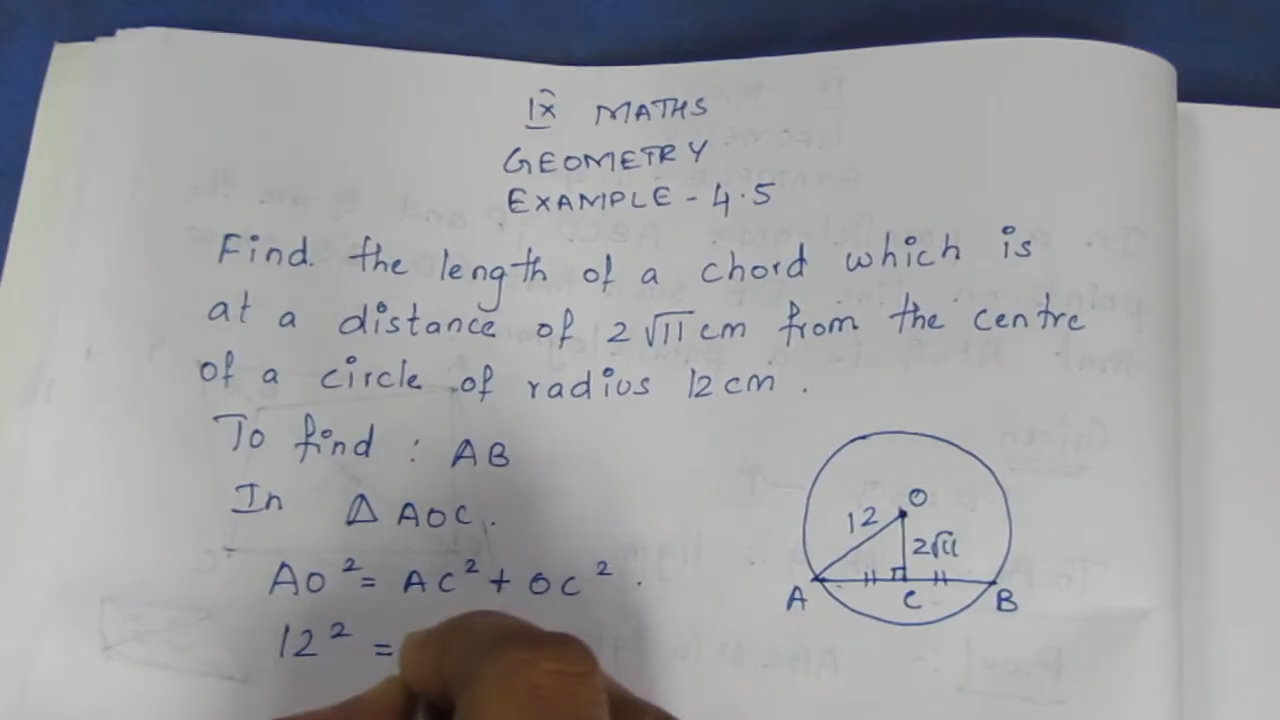 IX MATHS
GEOMETRY
EXAMPLE - 4.5
Find the length of a chord which is
at a distance of 2 √11 cm from the centre
of a circle of radius 12 cm.
To find : AB
In △ AOC.
AO² = AC² + OC².
12² =
O
12
2√11
A
C
B